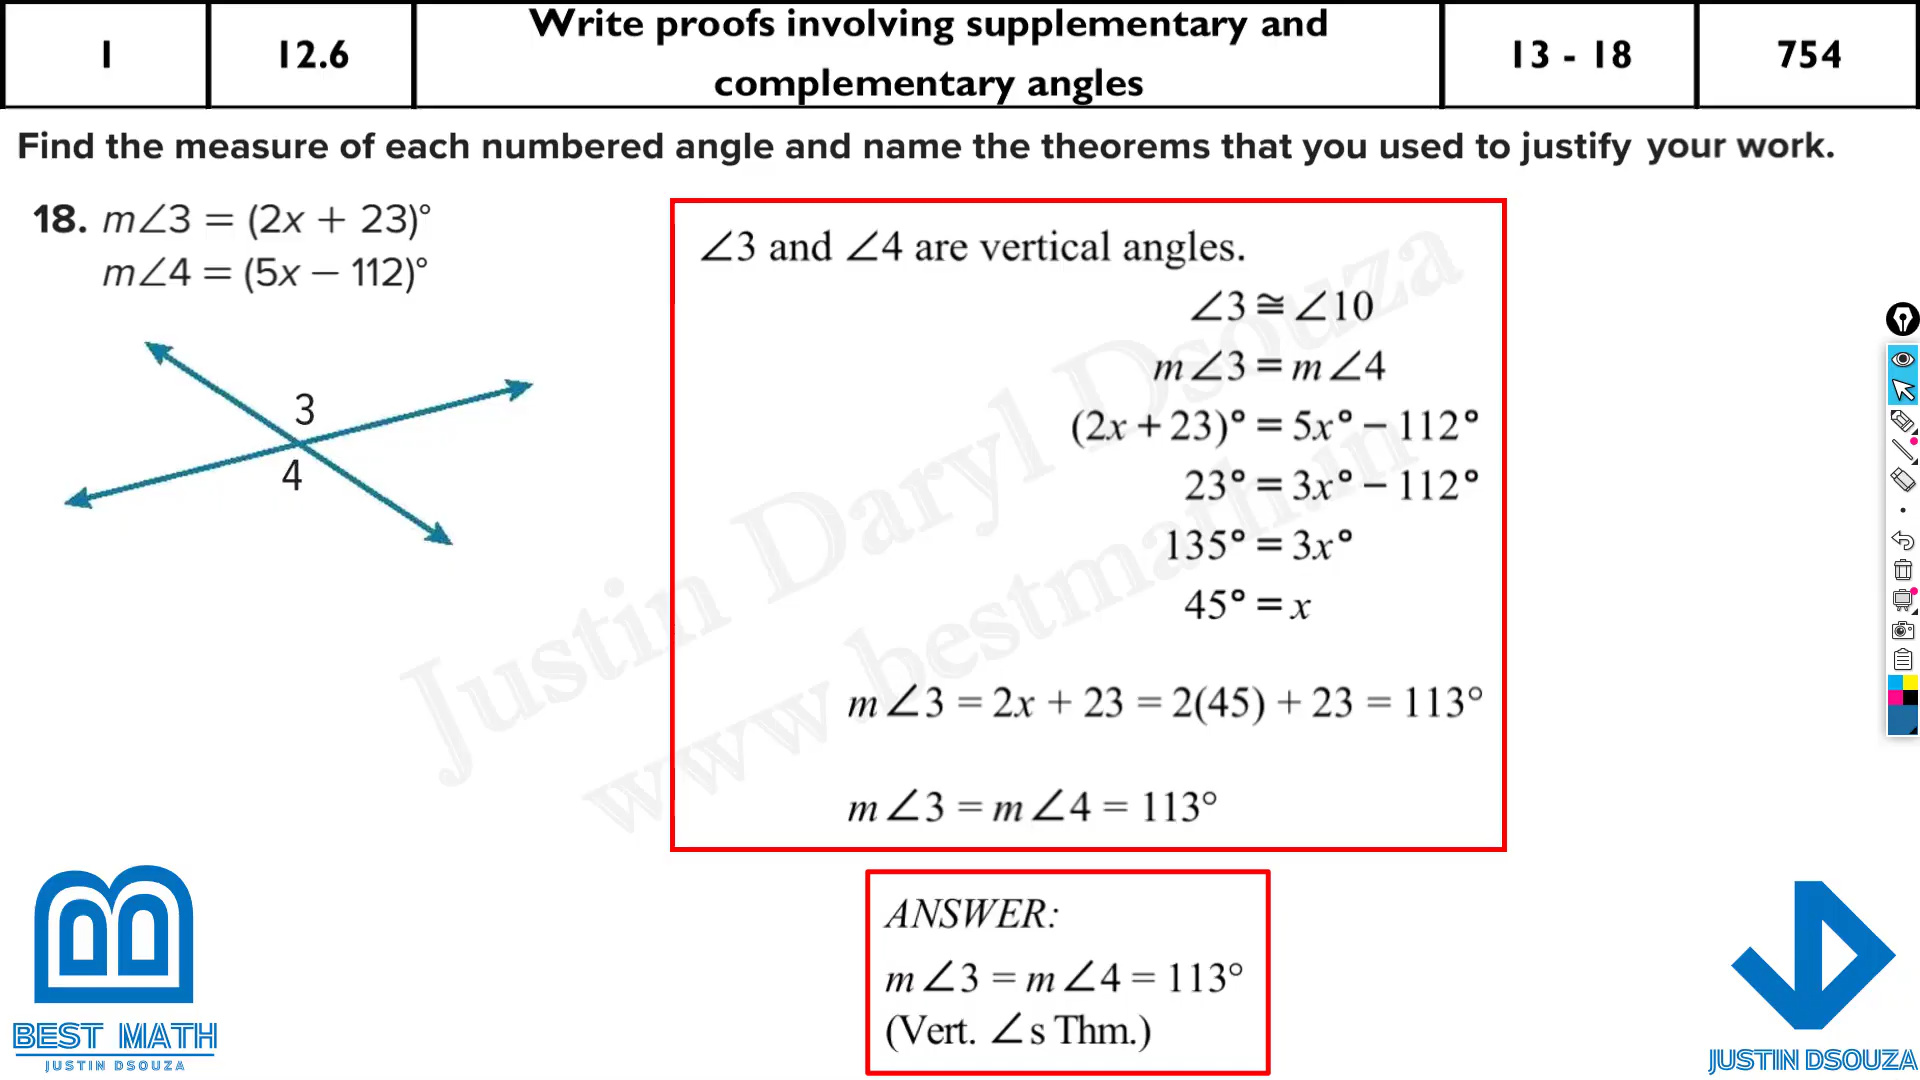 1
12.6
Write proofs involving supplementary and
complementary angles
13 - 18
754
Find the measure of each numbered angle and name the theorems that you used to justify your work.
18. m∠3 = (2x + 23)°
m∠4 = (5x − 112)°
3
4
∠3 and ∠4 are vertical angles.
∠3 ≅ ∠10
m∠3 = m∠4
(2x + 23)° = 5x° − 112°
23° = 3x° − 112°
135° = 3x°
45° = x
m∠3 = 2x + 23 = 2(45) + 23 = 113°
m∠3 = m∠4 = 113°
Justin Daryl Dsouza
www.bestmath.in
ANSWER:
m∠3 = m∠4 = 113°
(Vert. ∠s Thm.)
BEST MATH
JUSTIN DSOUZA
JUSTIN DSOUZA